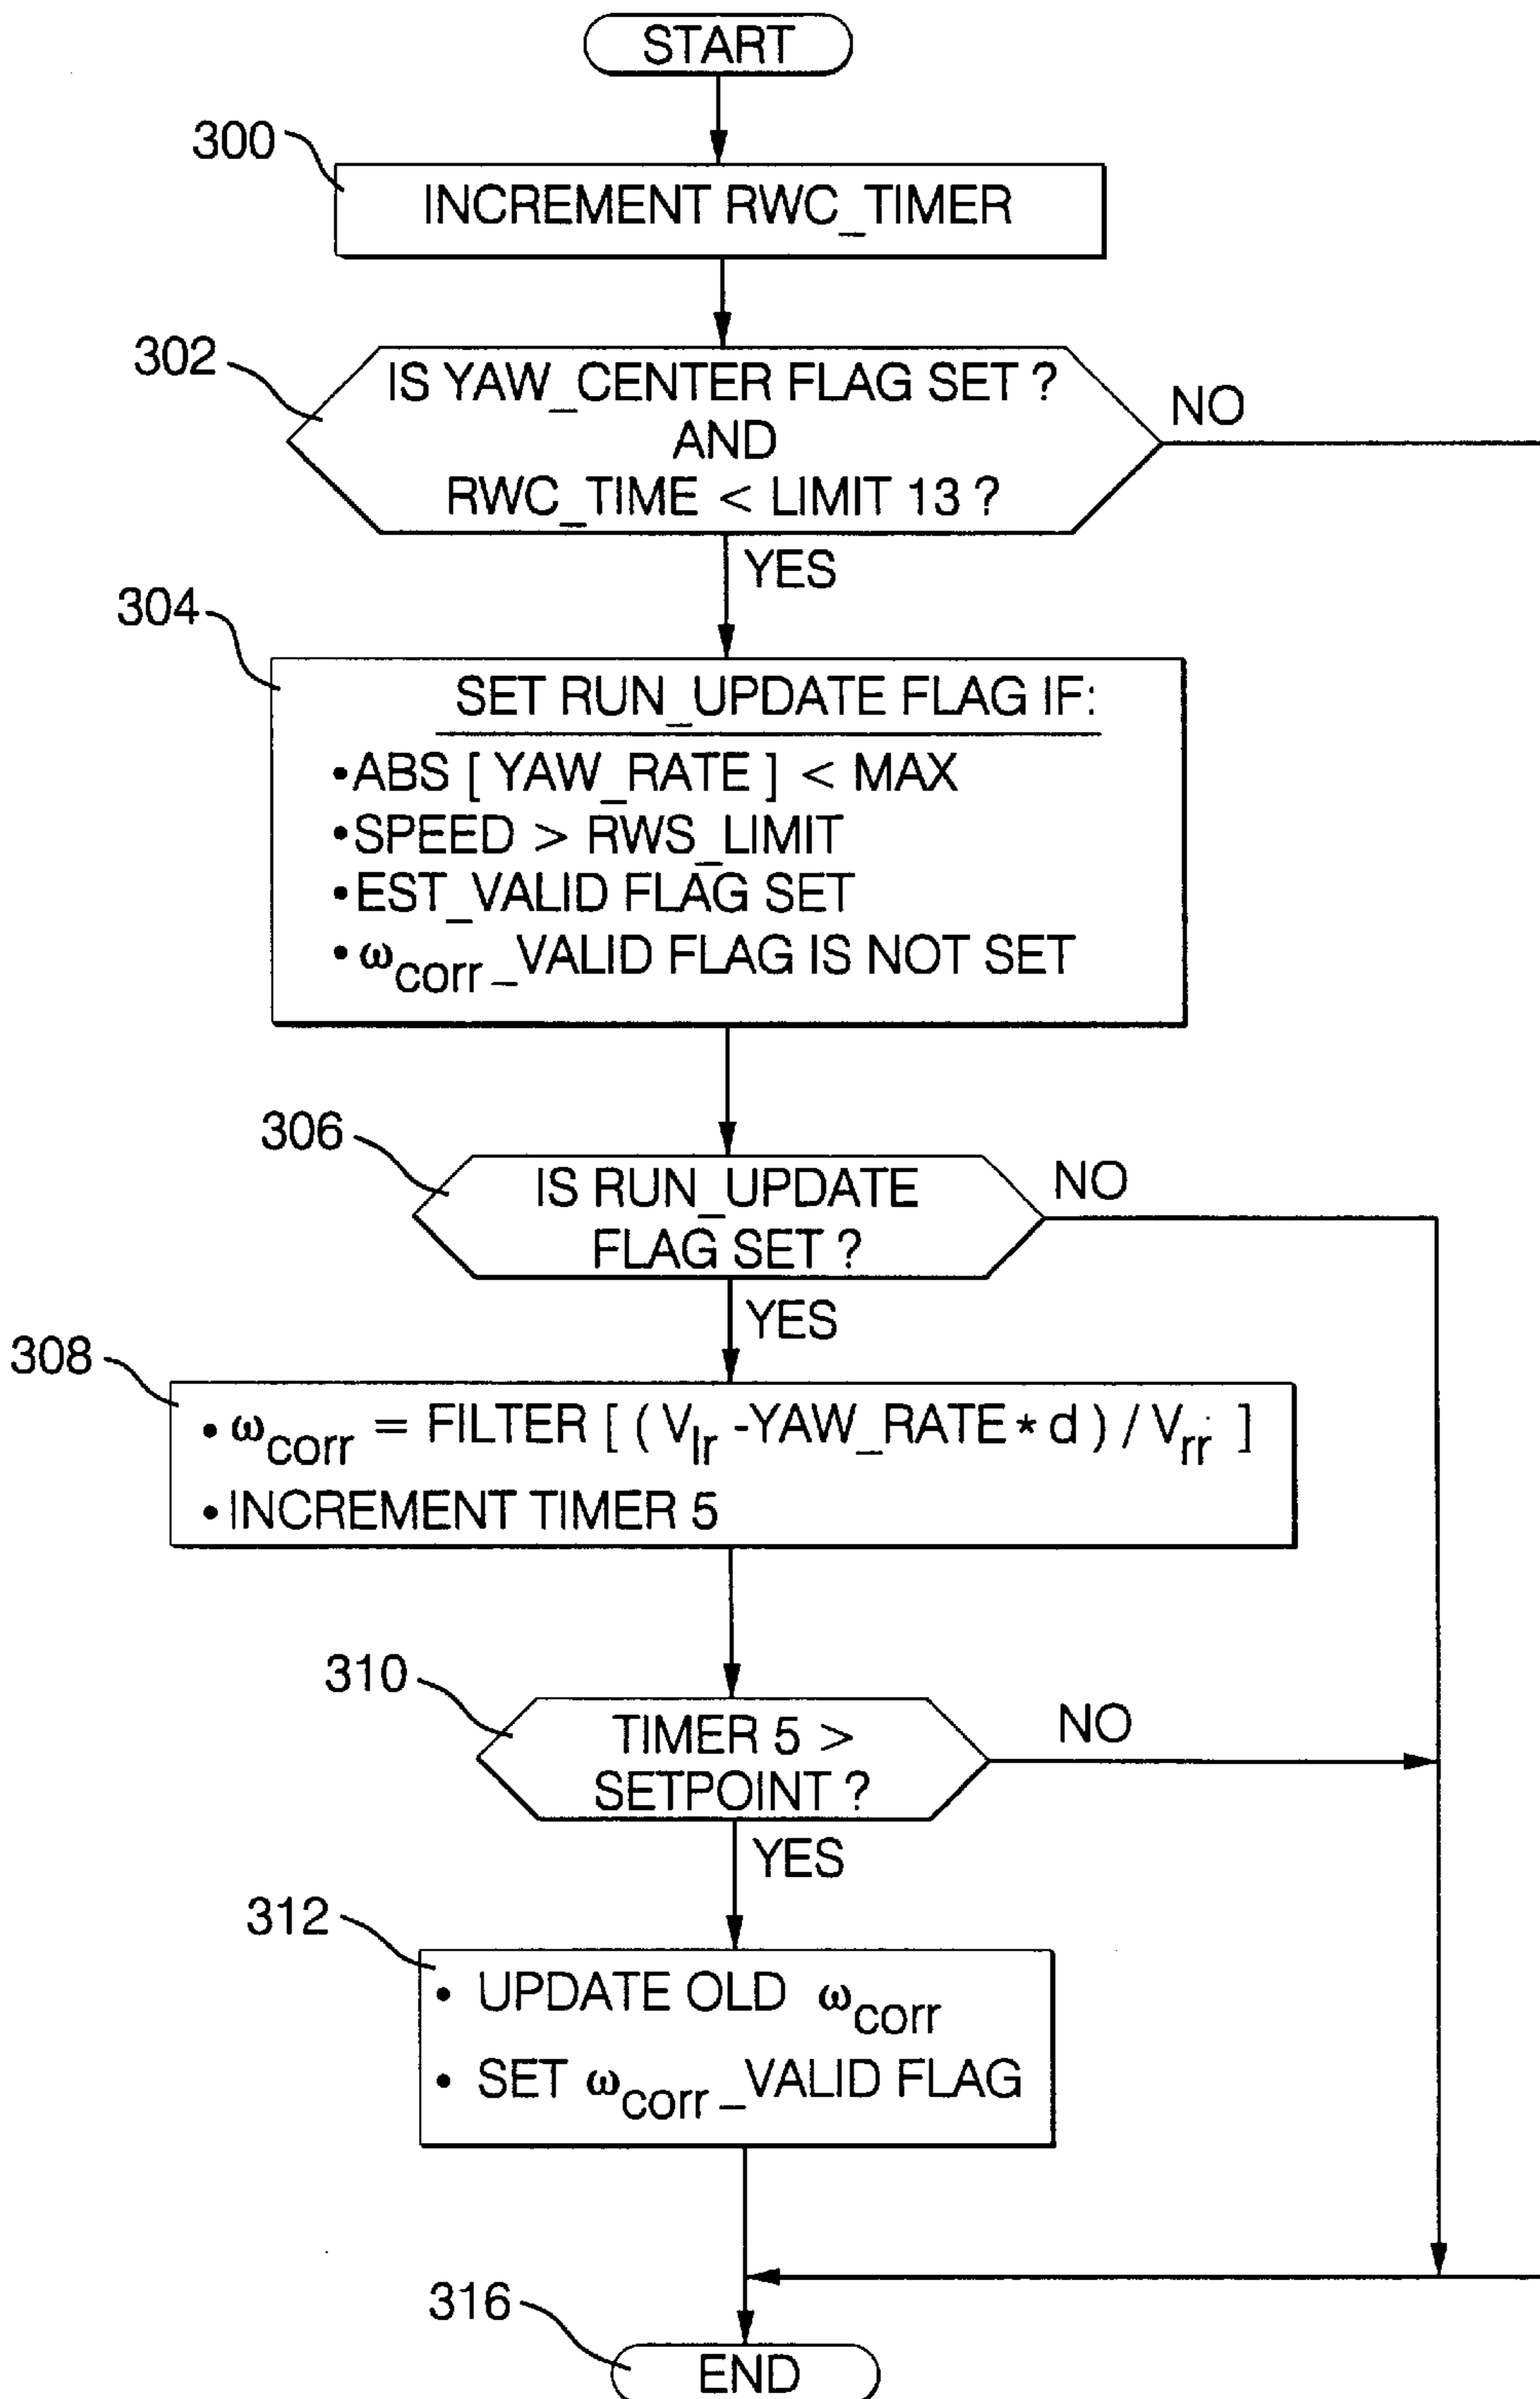 START
300
INCREMENT RWC_TIMER
302
IS YAW_CENTER FLAG SET ?
AND
RWC_TIME < LIMIT 13 ?
NO
YES
304
SET RUN_UPDATE FLAG IF:
•ABS [ YAW_RATE ] < MAX
•SPEED > RWS_LIMIT
•EST_VALID FLAG SET
•ωcorr_VALID FLAG IS NOT SET
306
IS RUN_UPDATE
FLAG SET ?
NO
YES
308
• ωcorr = FILTER [ ( Vlr -YAW_RATE * d ) / Vrr ]
• INCREMENT TIMER 5
310
TIMER 5 >
SETPOINT ?
NO
YES
312
• UPDATE OLD ωcorr
• SET ωcorr_VALID FLAG
316
END